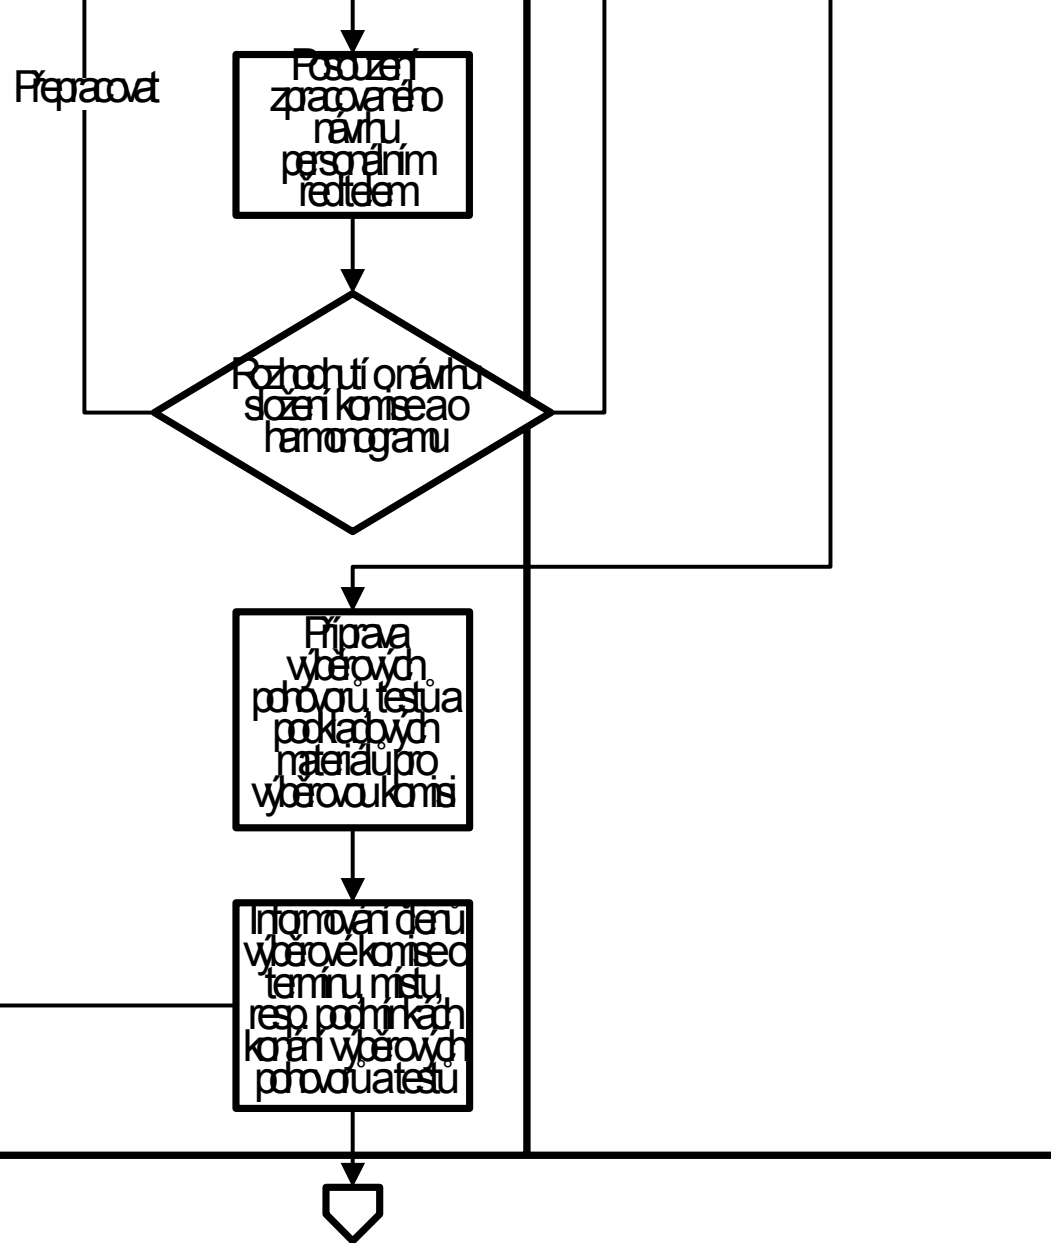 Posouzení
zpracovaného
návrhu
personálním
ředitelem
Přepracovat
Rozhodnutí o návrhu
složení komise a o
harmonogramu
Příprava
výběrových
pohovorů, testů a
podkladových
materiálů pro
výběrovou komisi
Informování členů
výběrové komise o
termínu, místu,
resp. podmínkách
konání výběrových
pohovorů a testů